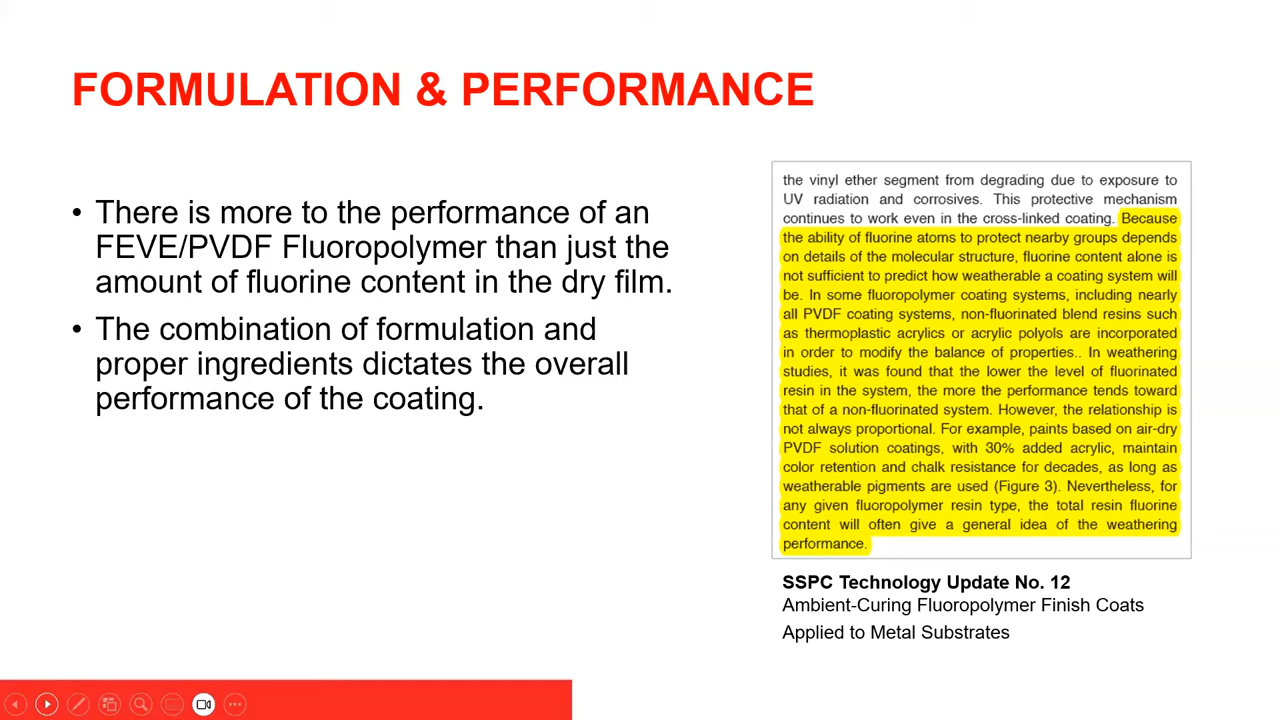 FORMULATION & PERFORMANCE
• There is more to the performance of an
FEVE/PVDF Fluoropolymer than just the
amount of fluorine content in the dry film.
• The combination of formulation and
proper ingredients dictates the overall
performance of the coating.
the vinyl ether segment from degrading due to exposure to
UV radiation and corrosives. This protective mechanism
continues to work even in the cross-linked coating. Because
the ability of fluorine atoms to protect nearby groups depends
on details of the molecular structure, fluorine content alone is
not sufficient to predict how weatherable a coating system will
be. In some fluoropolymer coating systems, including nearly
all PVDF coating systems, non-fluorinated blend resins such
as thermoplastic acrylics or acrylic polyols are incorporated
in order to modify the balance of properties.. In weathering
studies, it was found that the lower the level of fluorinated
resin in the system, the more the performance tends toward
that of a non-fluorinated system. However, the relationship is
not always proportional. For example, paints based on air-dry
PVDF solution coatings, with 30% added acrylic, maintain
color retention and chalk resistance for decades, as long as
weatherable pigments are used (Figure 3). Nevertheless, for
any given fluoropolymer resin type, the total resin fluorine
content will often give a general idea of the weathering
performance.
SSPC Technology Update No. 12
Ambient-Curing Fluoropolymer Finish Coats
Applied to Metal Substrates